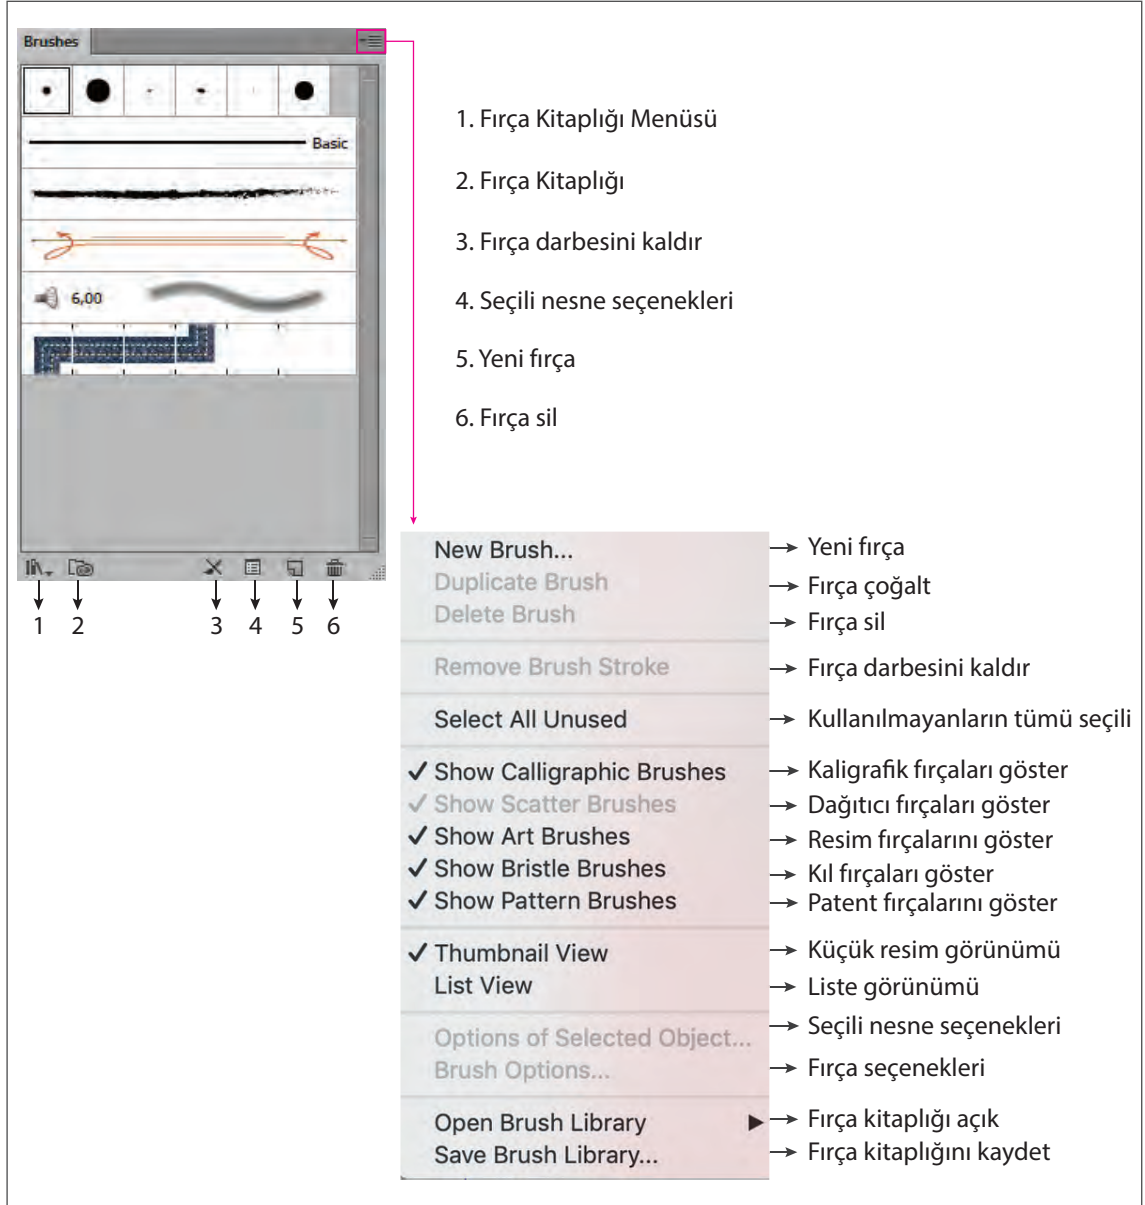 Brushes
Basic
6,00
1 2 3 4 5 6
1. Fırça Kitaplığı Menüsü
2. Fırça Kitaplığı
3. Fırça darbesini kaldır
4. Seçili nesne seçenekleri
5. Yeni fırça
6. Fırça sil
New Brush... Yeni fırça
Duplicate Brush Fırça çoğalt
Delete Brush Fırça sil
Remove Brush Stroke Fırça darbesini kaldır
Select All Unused Kullanılmayanların tümü seçili
Show Calligraphic Brushes Kaligrafik fırçaları göster
Show Scatter Brushes Dağıtıcı fırçaları göster
Show Art Brushes Resim fırçalarını göster
Show Bristle Brushes Kıl fırçaları göster
Show Pattern Brushes Patent fırçalarını göster
Thumbnail View Küçük resim görünümü
List View Liste görünümü
Options of Selected Object... Seçili nesne seçenekleri
Brush Options... Fırça seçenekleri
Open Brush Library Fırça kitaplığı açık
Save Brush Library... Fırça kitaplığını kaydet